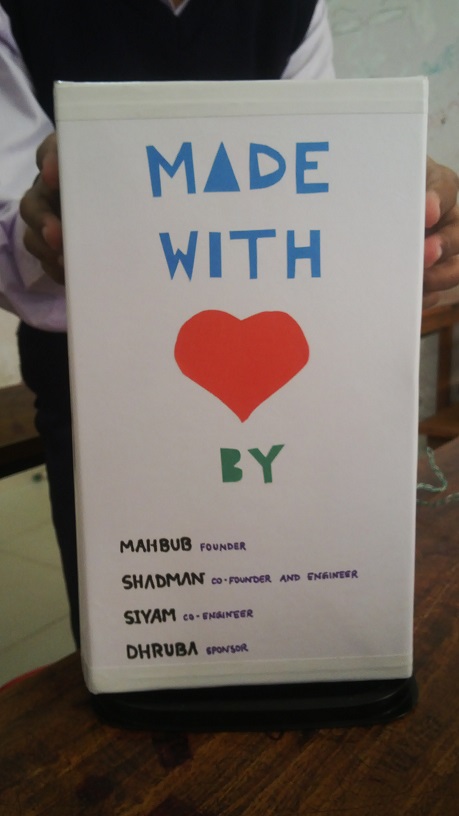 MADE
WITH
BY
MAHBUB FOUNDER
SHADMAN CO-FOUNDER AND ENGINEER
SIYAM CO-ENGINEER
DHRUBA SPONSOR